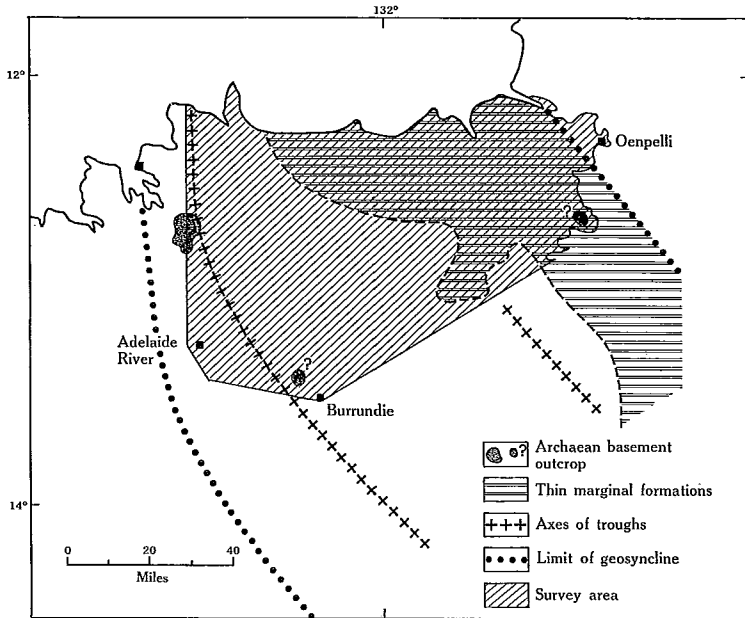 132°
12°
Oenpelli
?
Adelaide
River
?
Burrundie
14°
0 20 40
Miles
? Archaean basement
outcrop
Thin marginal formations
Axes of troughs
Limit of geosyncline
Survey area